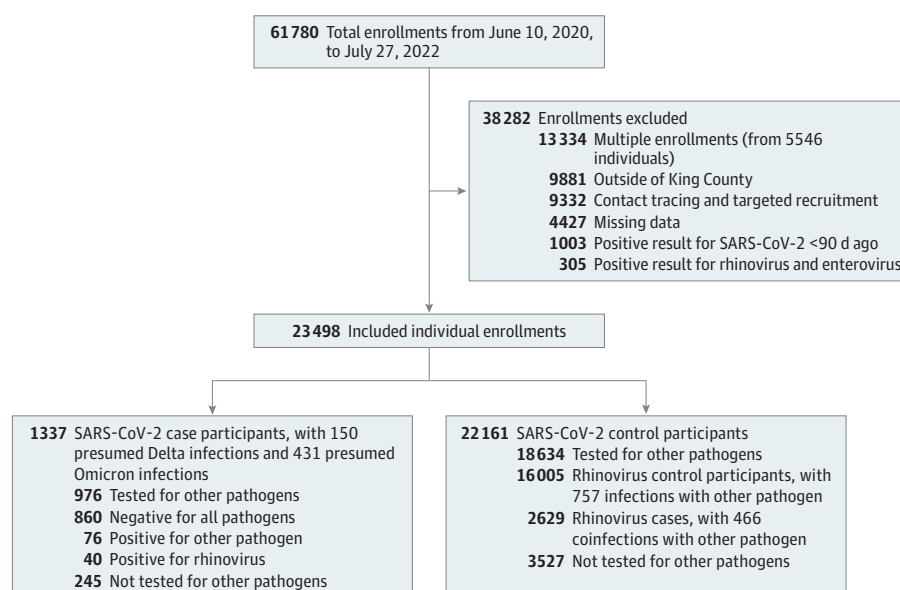 61780 Total enrollments from June 10, 2020,
to July 27, 2022
38282 Enrollments excluded
13334 Multiple enrollments (from 5546
individuals)
9881 Outside of King County
9332 Contact tracing and targeted recruitment
4427 Missing data
1003 Positive result for SARS-CoV-2 <90 d ago
305 Positive result for rhinovirus and enterovirus
23498 Included individual enrollments
1337 SARS-CoV-2 case participants, with 150
presumed Delta infections and 431 presumed
Omicron infections
976 Tested for other pathogens
860 Negative for all pathogens
76 Positive for other pathogen
40 Positive for rhinovirus
245 Not tested for other pathogens
22161 SARS-CoV-2 control participants
18634 Tested for other pathogens
16005 Rhinovirus control participants, with
757 infections with other pathogen
2629 Rhinovirus cases, with 466
coinfections with other pathogen
3527 Not tested for other pathogens